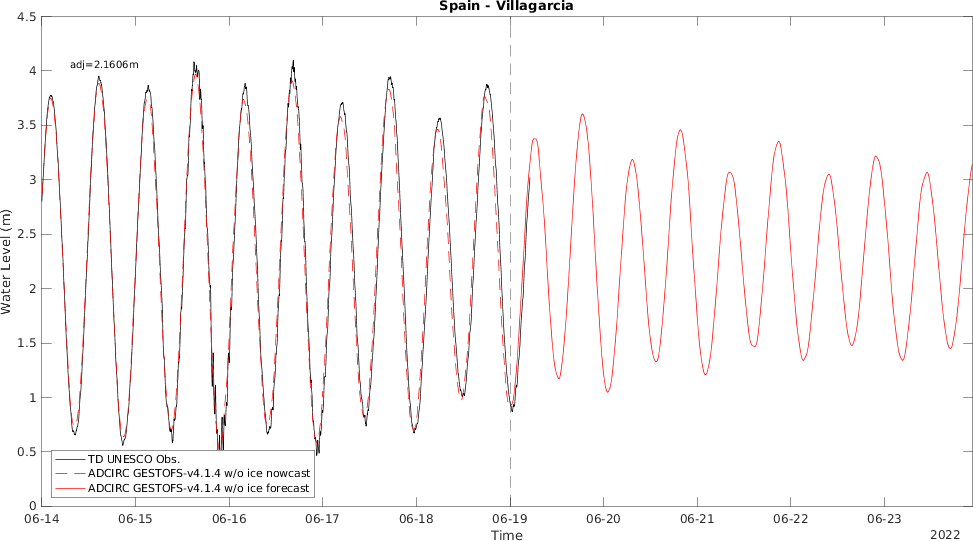 Spain - Villagarcia
4.5
4
3.5
3
2.5
2
1.5
1
0.5
0
Water Level (m)
adj=2.1606m
TD UNESCO Obs.
ADCIRC GESTOFS-v4.1.4 w/o ice nowcast
ADCIRC GESTOFS-v4.1.4 w/o ice forecast
06-14 06-15 06-16 06-17 06-18 06-19 06-20 06-21 06-22 06-23
Time
2022